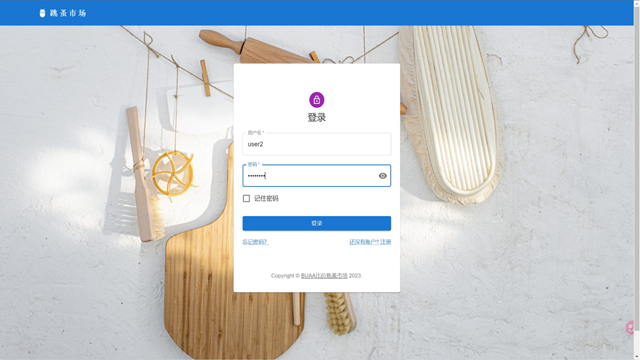 跳蚤市场
登录
用户名 *
user2
密码 *
••••••••
记住密码
登录
忘记密码?
还没有账户? 注册
Copyright © BUAA比价跳蚤市场 2023.